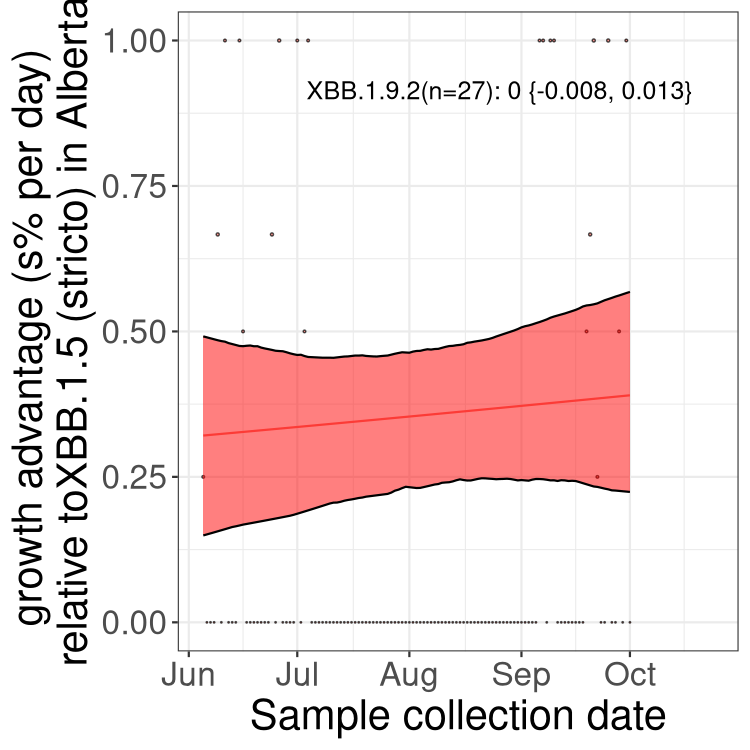 growth advantage (s% per day)
relative toXBB.1.5 (stricto) in Alberta
1.00
XBB.1.9.2(n=27): 0 {-0.008, 0.013}
0.75
0.50
0.25
0.00
Jun Jul Aug Sep Oct
Sample collection date